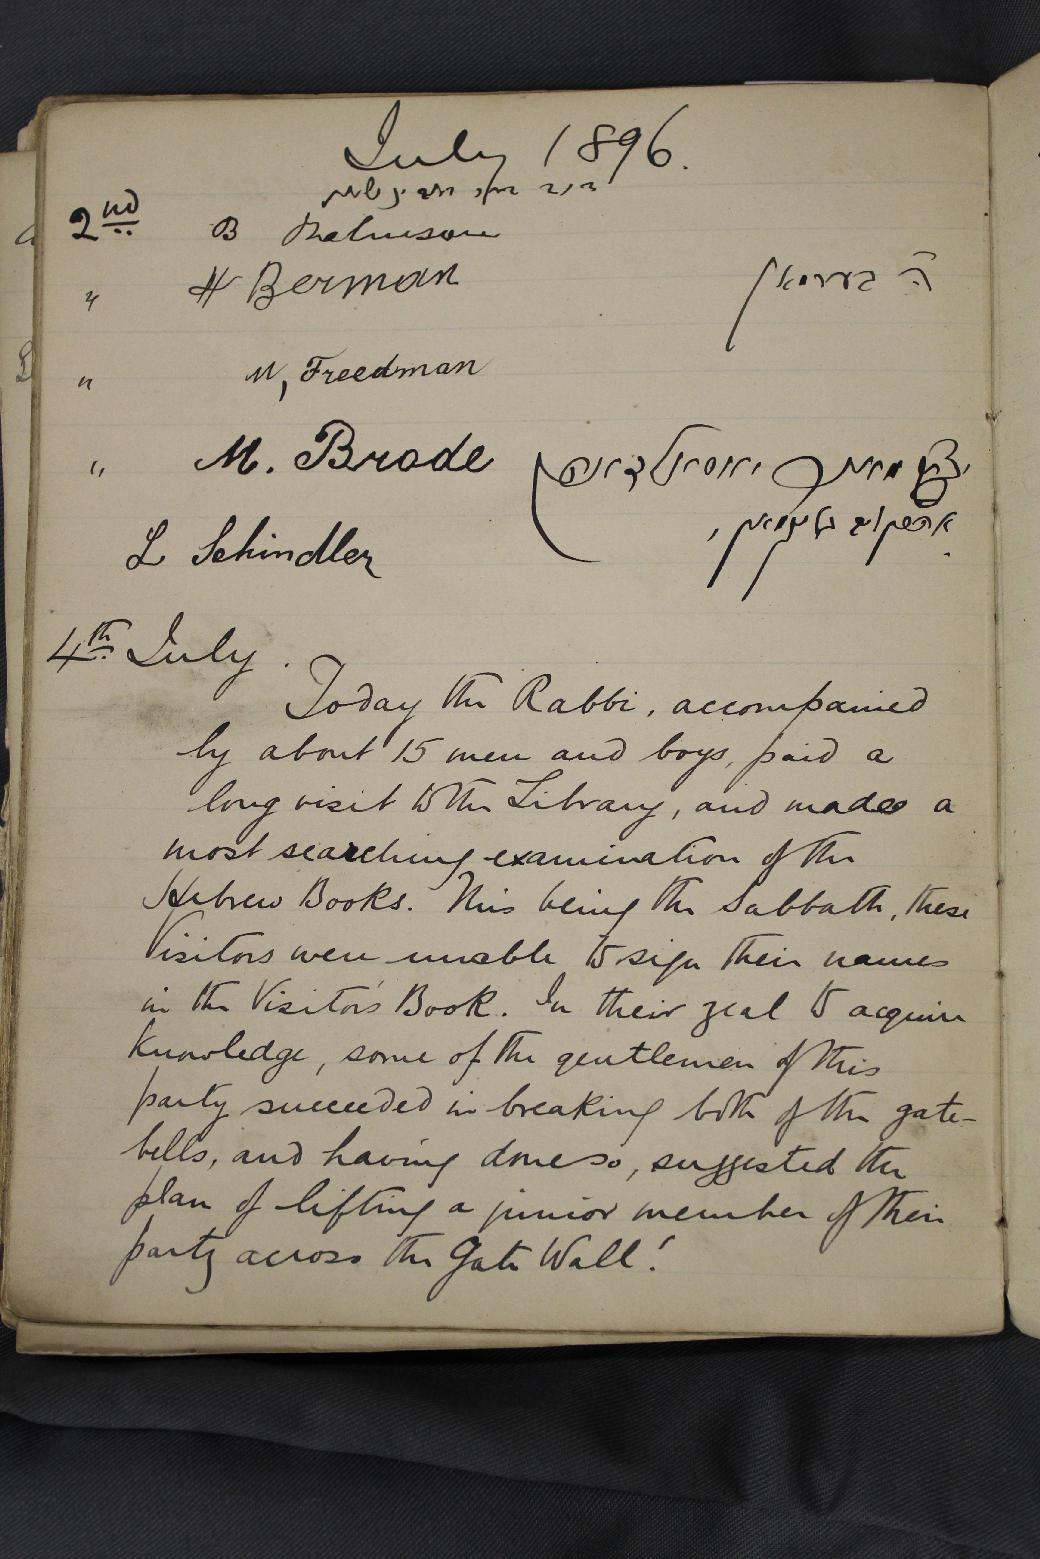 July 1896.
2nd B
" H Berman ה. בערמאן
" M, Freedman
" M. Brode
L Schindler
4th July.
Today the Rabbi, accompanied
by about 15 men and boys, paid a
long visit to the Library, and made a
most searching examination of the
Hebrew Books. This being the Sabbath, these
Visitors were unable to sign their names
in the Visitor's Book. In their zeal to acquire
knowledge, some of the gentlemen of this
party succeeded in breaking both of the gate-
bells, and having done so, suggested the
plan of lifting a junior member of their
party across the Gate Wall!